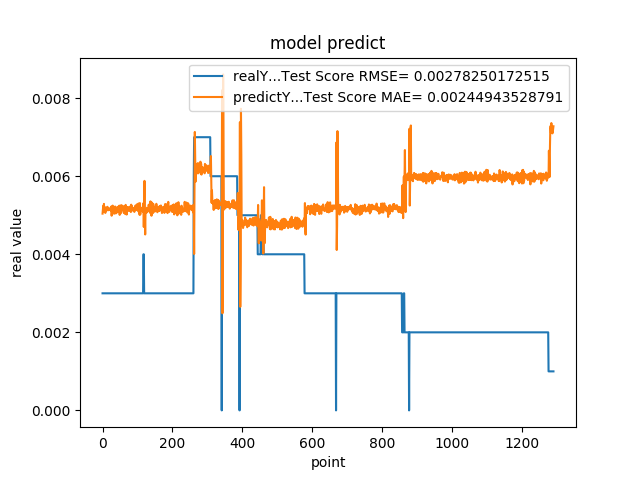 model predict
realY...Test Score RMSE= 0.00278250172515
predictY...Test Score MAE= 0.00244943528791
0.008
0.006
0.004
0.002
0.000
real value
0 200 400 600 800 1000 1200
point